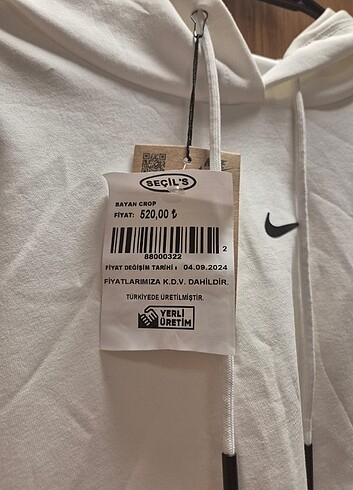 SEÇİL'S
BAYAN CROP
FİYAT: 520,00 ₺
2
88000322
FİYAT DEĞİŞİM TARİHİ : 04.09.2024
FİYATLARIMIZA K.D.V. DAHİLDİR.
TÜRKİYEDE ÜRETİLMİŞTİR.
YERLİ
ÜRETİM